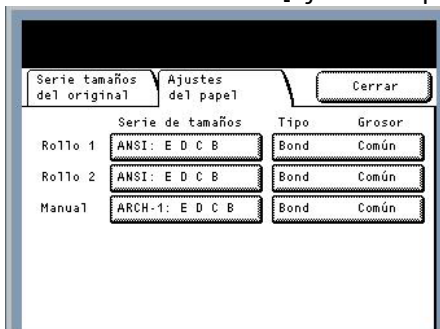 Serie tamaños del original
Ajustes del papel
Cerrar
Serie de tamaños Tipo Grosor
Rollo 1 ANSI: E D C B Bond Común
Rollo 2 ANSI: E D C B Bond Común
Manual ARCH-1: E D C B Bond Común